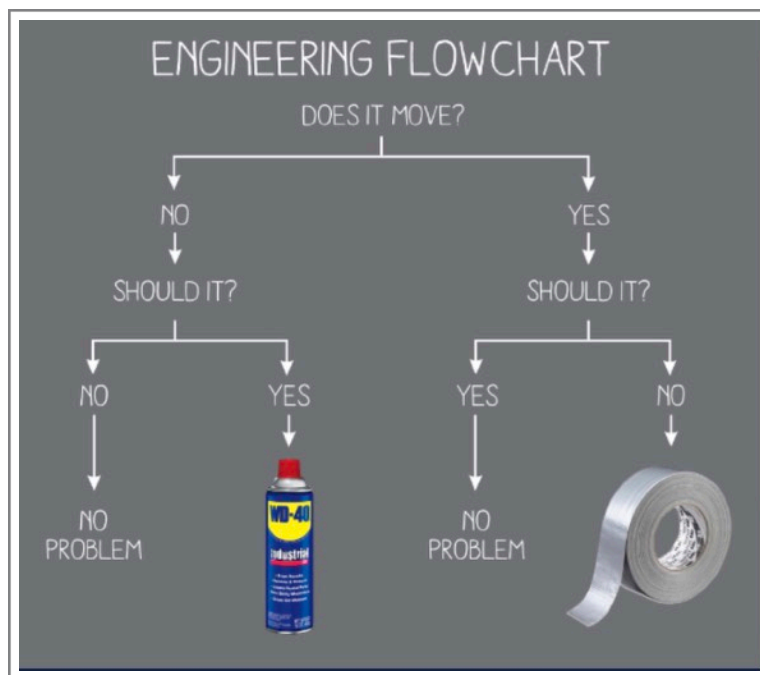 ENGINEERING FLOWCHART
DOES IT MOVE?
NO
YES
SHOULD IT?
SHOULD IT?
NO
YES
YES
NO
NO
PROBLEM
WD-40
industrial
NO
PROBLEM